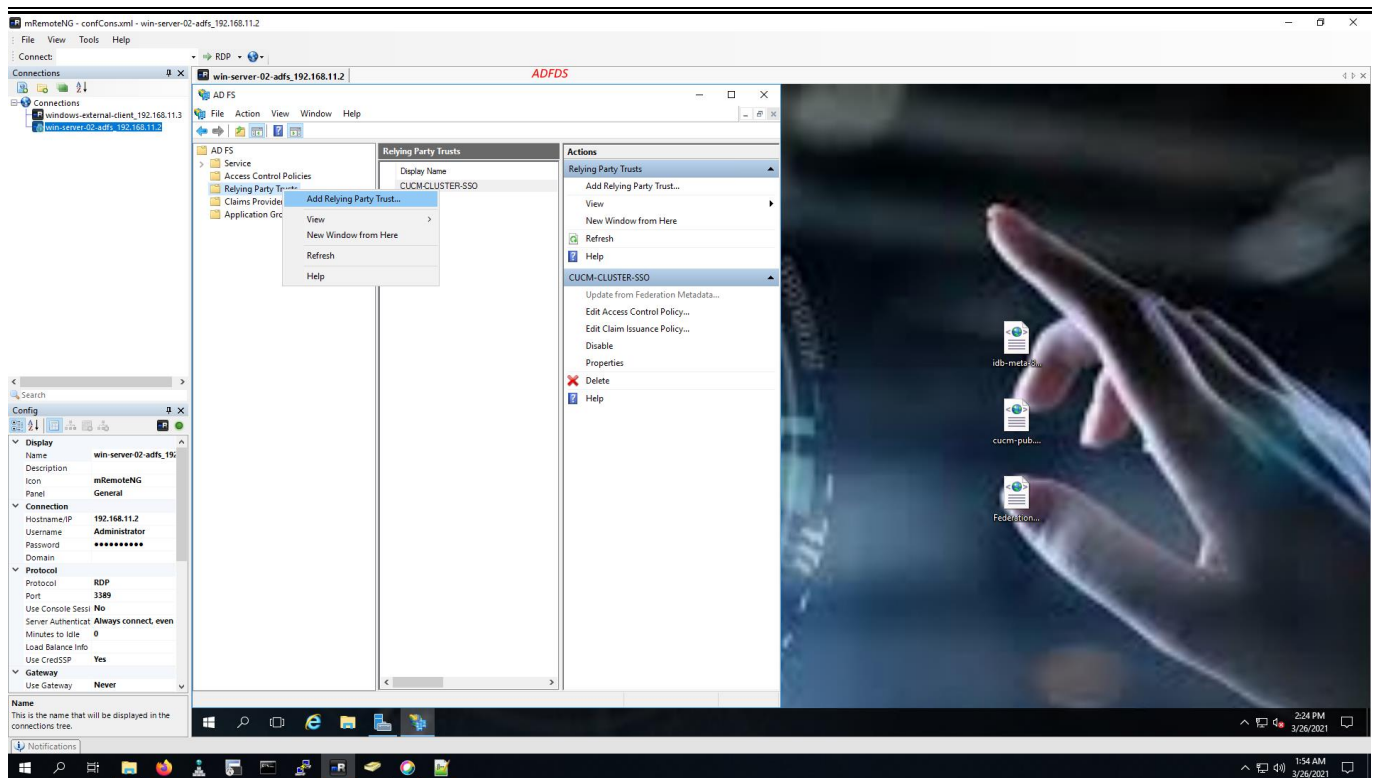 mRemoteNG - confCons.xml - win-server-02-adfs_192.168.11.2
File View Tools Help
Connect: RDP
Connections
win-server-02-adfs_192.168.11.2
ADFDS
Connections
windows-external-client_192.168.11.3
win-server-02-adfs_192.168.11.2
AD FS
File Action View Window Help
AD FS
Service
Access Control Policies
Relying Party Trusts
Claims Provider
Application Gro
Relying Party Trusts
Display Name
CUCM-CLUSTER-SSO
Add Relying Party Trust...
View
New Window from Here
Refresh
Help
Actions
Relying Party Trusts
Add Relying Party Trust...
View
New Window from Here
Refresh
Help
CUCM-CLUSTER-SSO
Update from Federation Metadata...
Edit Access Control Policy...
Edit Claim Issuance Policy...
Disable
Properties
Delete
Help
cucm-pub....
Federation...
Search
Config
Display
Name win-server-02-adfs_192
Description
Icon mRemoteNG
Panel General
Connection
Hostname/IP 192.168.11.2
Username Administrator
Password ••••••••••
Domain
Protocol
Protocol RDP
Port 3389
Use Console Sessi No
Server Authenticat Always connect, even
Minutes to Idle 0
Load Balance Info
Use CredSSP Yes
Gateway
Use Gateway Never
Name
This is the name that will be displayed in the
connections tree.
2:24 PM
3/26/2021
Notifications
1:54 AM
3/26/2021